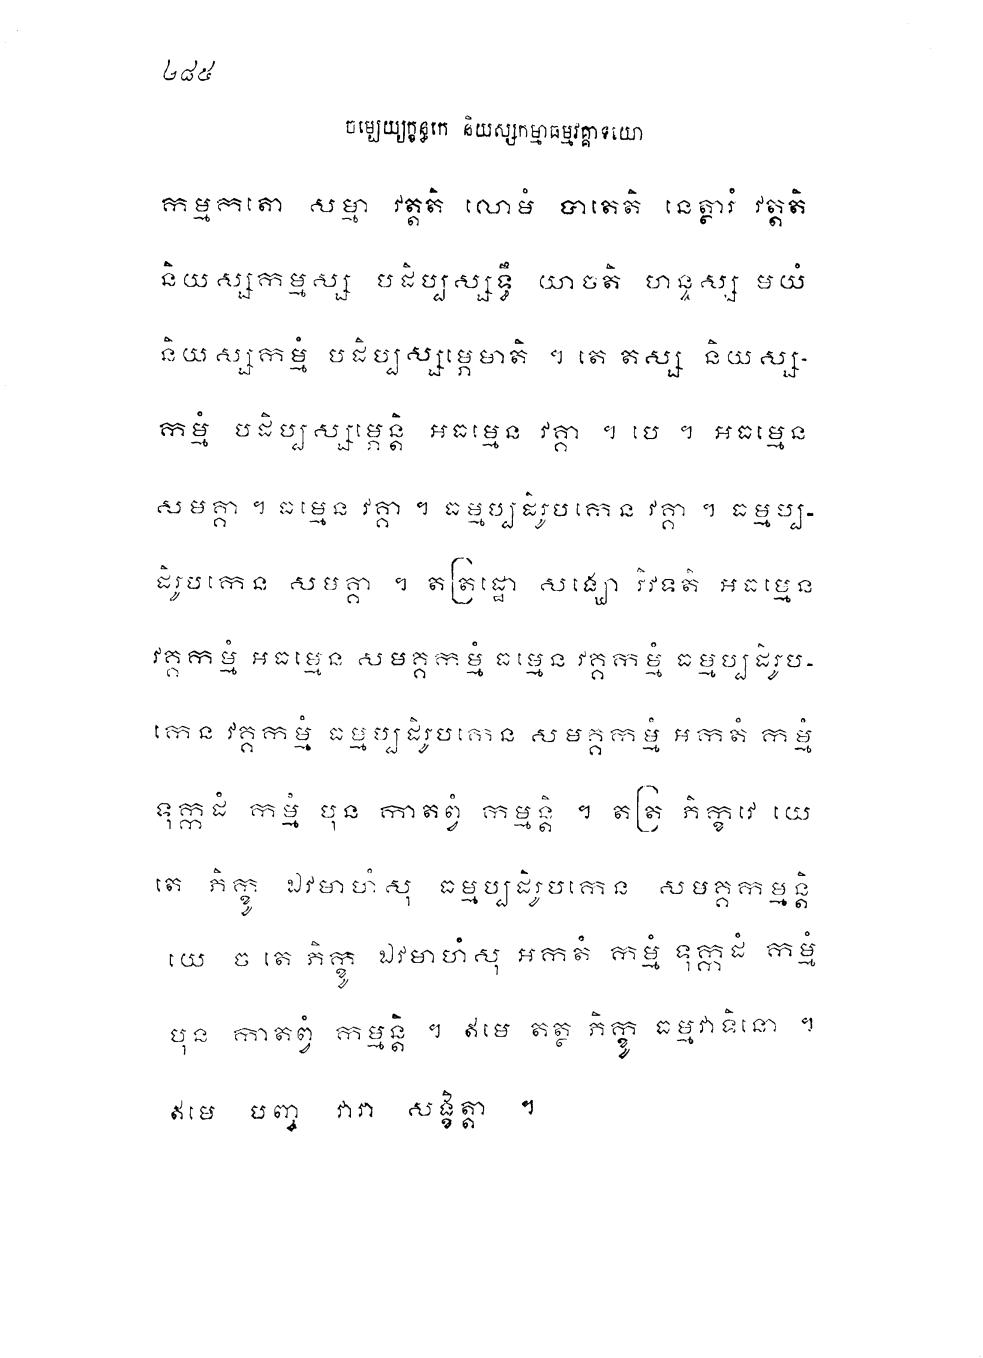 ២៨៥
ចម្បេយ្យក្ខន្ធកេ និយស្សកម្មាធម្មវគ្គាទយោ
កម្មកតោ សម្មា វត្តតិ លោមំ បាតេតិ នេត្ថារំ វត្តតិ
និយស្សកម្មស្ស បដិប្បស្សទ្ធឹ យាចតិ ហន្ទស្ស មយំ
និយស្សកម្មំ បដិប្បស្សម្ភេមាតិ ។ តេ តស្ស និយស្ស-
កម្មំ បដិប្បស្សម្ភេន្តិ អធម្មេន វគ្គា ។ បេ ។ អធម្មេន
សមគ្គា ។ ធម្មេន វគ្គា ។ ធម្មប្បដិរូបកេន វគ្គា ។ ធម្មប្ប-
ដិរូបកេន សមគ្គា ។ តត្រដ្ឋោ សង្ឃោ វិវទតិ អធម្មេន
វគ្គកម្មំ អធម្មេន សមគ្គកម្មំ ធម្មេន វគ្គកម្មំ ធម្មប្បដិរូប-
កេន វគ្គកម្មំ ធម្មប្បដិរូបកេន សមគ្គកម្មំ អកតំ កម្មំ
ទុក្កដំ កម្មំ បុន កាតព្វំ កម្មន្តិ ។ តត្រ ភិក្ខវេ យេ
តេ ភិក្ខូ ឯវមាហំសុ ធម្មប្បដិរូបកេន សមគ្គកម្មន្តិ
យេ ច តេ ភិក្ខូ ឯវមាហំសុ អកតំ កម្មំ ទុក្កដំ កម្មំ
បុន កាតព្វំ កម្មន្តិ ។ ឥមេ តត្ថ ភិក្ខូ ធម្មវាទិនោ ។
ឥមេ បញ្ច វារា សង្ខិត្តា ។